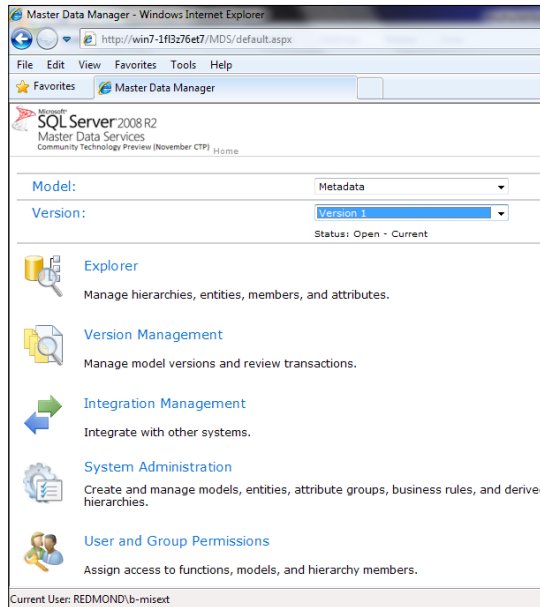 Master Data Manager - Windows Internet Explorer
http://win7-1fl3z76et7/MDS/default.aspx
File Edit View Favorites Tools Help
Favorites Master Data Manager
Microsoft
SQL Server 2008 R2
Master Data Services
Community Technology Preview (November CTP) Home
Model: Metadata
Version: Version 1
Status: Open - Current
Explorer
Manage hierarchies, entities, members, and attributes.
Version Management
Manage model versions and review transactions.
Integration Management
Integrate with other systems.
System Administration
Create and manage models, entities, attribute groups, business rules, and derive
hierarchies.
User and Group Permissions
Assign access to functions, models, and hierarchy members.
Current User: REDMOND\b-misext